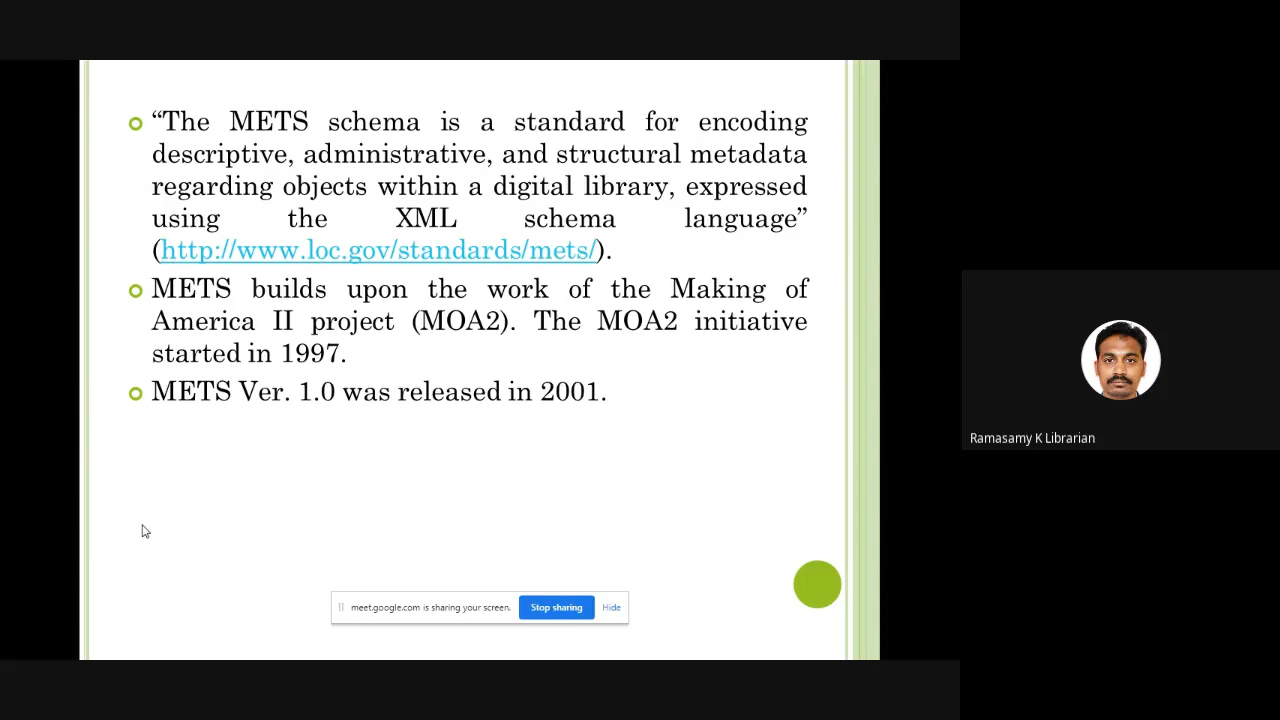 “The METS schema is a standard for encoding
descriptive, administrative, and structural metadata
regarding objects within a digital library, expressed
using the XML schema language”
(http://www.loc.gov/standards/mets/).
METS builds upon the work of the Making of
America II project (MOA2). The MOA2 initiative
started in 1997.
METS Ver. 1.0 was released in 2001.
meet.google.com is sharing your screen. Stop sharing Hide
Ramasamy K Librarian